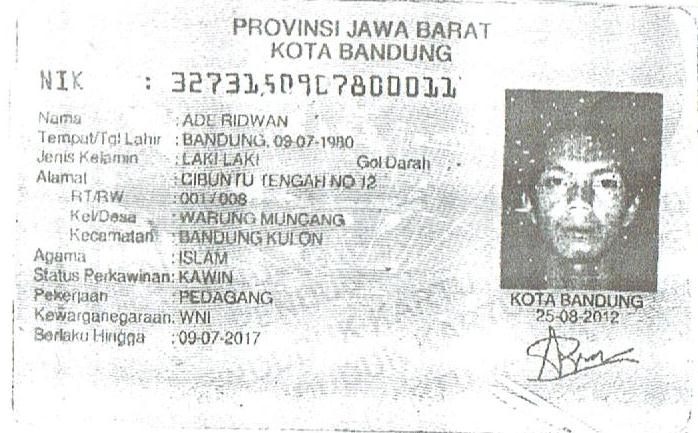 PROVINSI JAWA BARAT
KOTA BANDUNG
NIK : 3273150907800011
Nama : ADE RIDWAN
Tempat/Tgl Lahir : BANDUNG, 09-07-1980
Jenis Kelamin : LAKI LAKI Gol Darah : -
Alamat : CIBUNTU TENGAH NO 12
RT/RW : 001 / 008
Kel/Desa : WARUNG MUNCANG
Kecamatan : BANDUNG KULON
Agama : ISLAM
Status Perkawinan: KAWIN
Pekerjaan : PEDAGANG
Kewarganegaraan: WNI
Berlaku Hingga : 09-07-2017
KOTA BANDUNG
25-08-2012